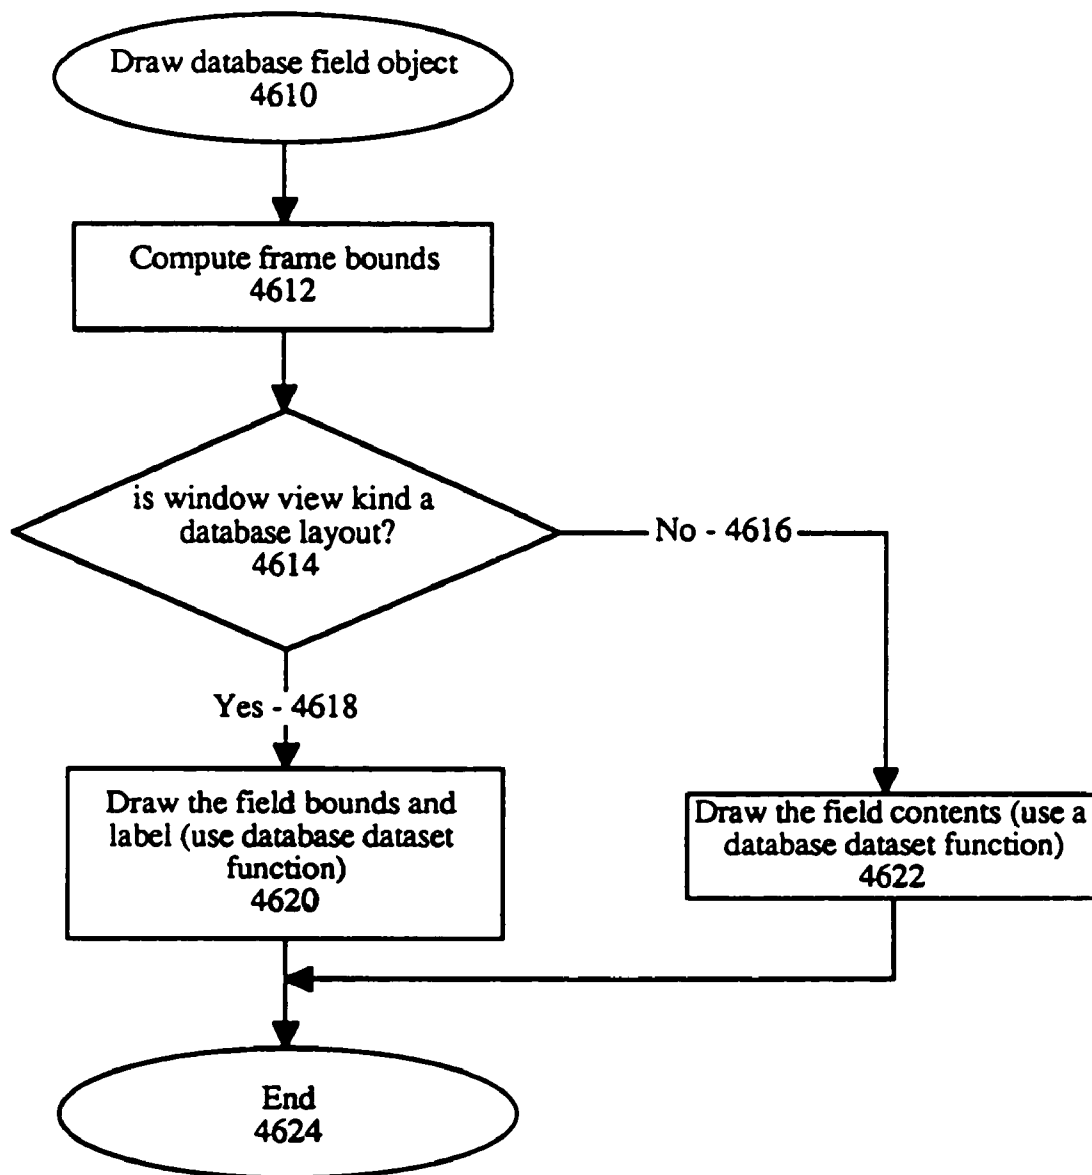 Draw database field object
4610
Compute frame bounds
4612
is window view kind a
database layout?
4614
No - 4616
Yes - 4618
Draw the field bounds and
label (use database dataset
function)
4620
Draw the field contents (use a
database dataset function)
4622
End
4624